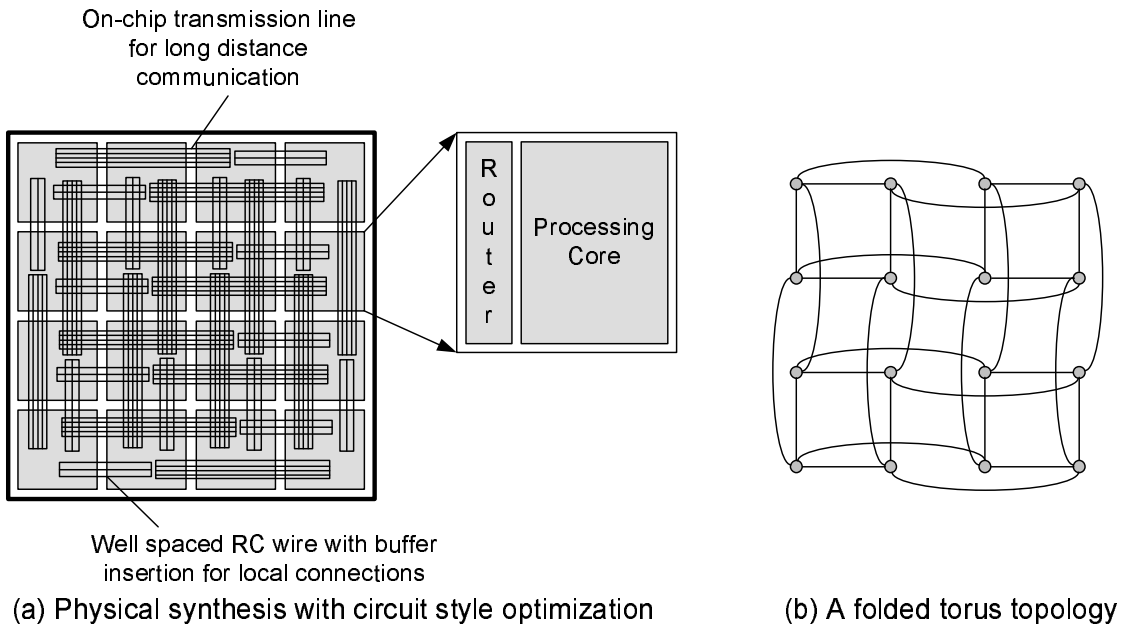 On-chip transmission line
for long distance
communication
Router
Processing
Core
Well spaced RC wire with buffer
insertion for local connections
(a) Physical synthesis with circuit style optimization
(b) A folded torus topology